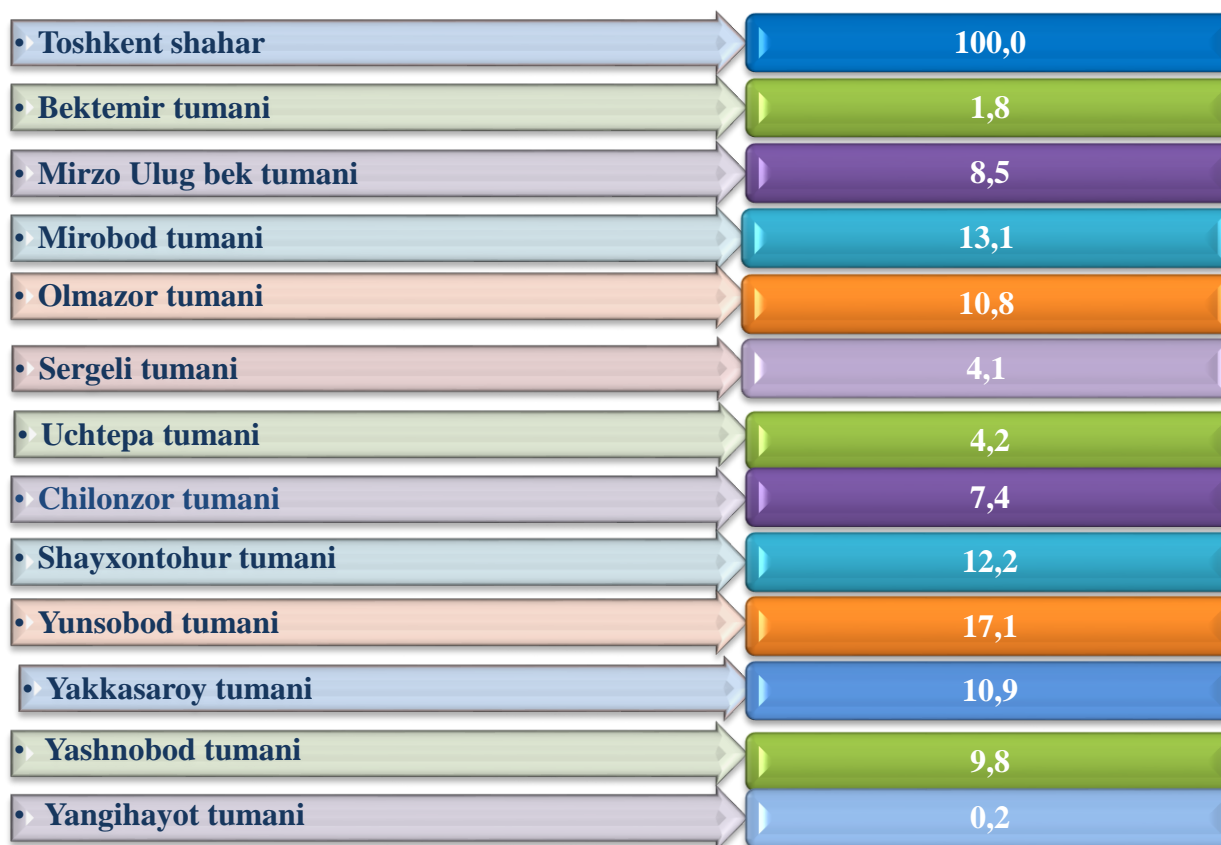 • Toshkent shahar 100,0
• Bektemir tumani 1,8
• Mirzo Ulug bek tumani 8,5
• Mirobod tumani 13,1
• Olmazor tumani 10,8
• Sergeli tumani 4,1
• Uchtepa tumani 4,2
• Chilonzor tumani 7,4
• Shayxontohur tumani 12,2
• Yunsobod tumani 17,1
• Yakkasaroy tumani 10,9
• Yashnobod tumani 9,8
• Yangihayot tumani 0,2